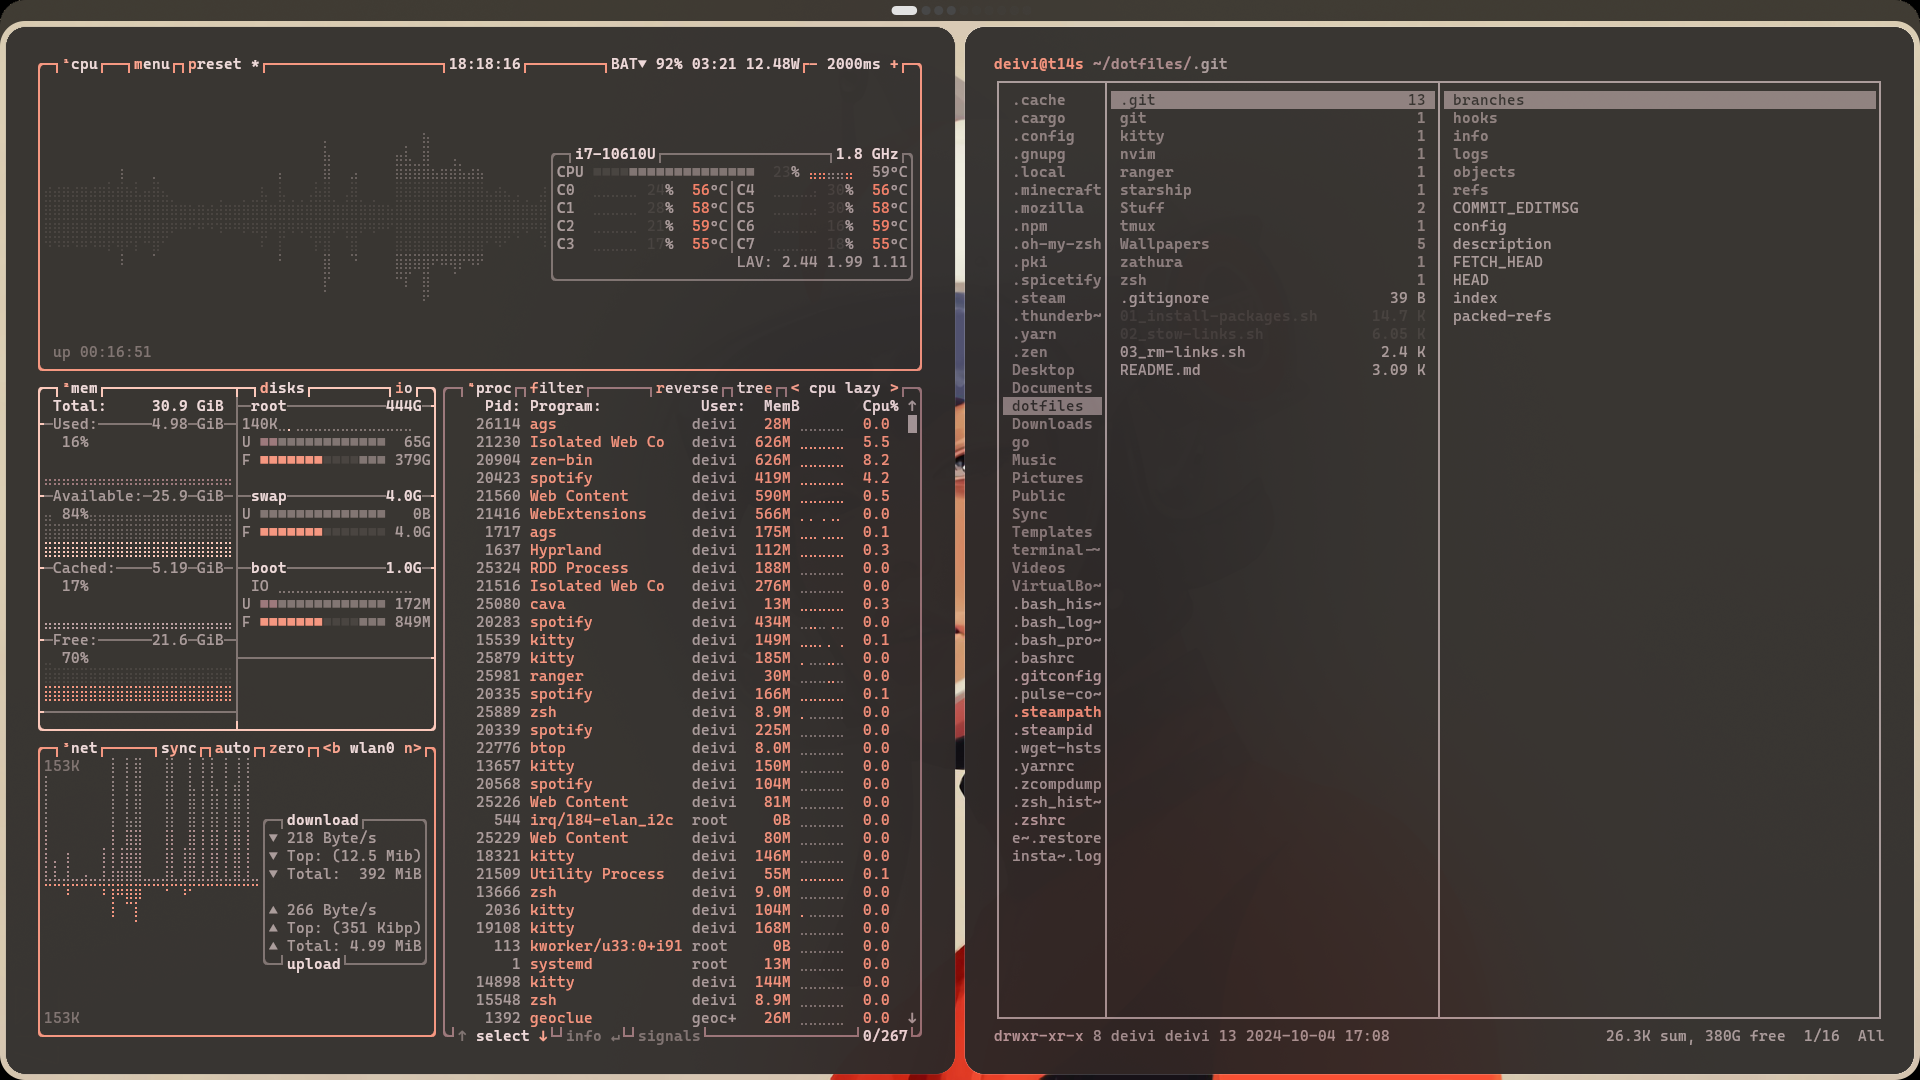 ¹cpu menu preset * 18:18:16 BAT▼ 92% 03:21 12.48W - 2000ms +
i7-10610U 1.8 GHz
CPU 23% 59°C
C0 24% 56°C C4 30% 56°C
C1 20% 58°C C5 30% 58°C
C2 21% 59°C C6 16% 59°C
C3 17% 55°C C7 18% 55°C
LAV: 2.44 1.99 1.11
up 00:16:51
²mem disks io
Total: 30.9 GiB
Used: 4.98 GiB
16%
Available: 25.9 GiB
84%
Cached: 5.19 GiB
17%
Free: 21.6 GiB
70%
root 444G
140K
U 65G
F 379G
swap 4.0G
U 0B
F 4.0G
boot 1.0G
IO
U 172M
F 849M
³net sync auto zero <b wlan0 n>
153K
download
▼ 218 Byte/s
▼ Top: (12.5 Mib)
▼ Total: 392 MiB
▲ 266 Byte/s
▲ Top: (351 Kibp)
▲ Total: 4.99 MiB
upload
153K
⁴proc filter reverse tree < cpu lazy >
Pid: Program: User: MemB Cpu% ↑
26114 ags deivi 28M 0.0
21230 Isolated Web Co deivi 626M 5.5
20904 zen-bin deivi 626M 8.2
20423 spotify deivi 419M 4.2
21560 Web Content deivi 590M 0.5
21416 WebExtensions deivi 566M 0.0
1717 ags deivi 175M 0.1
1637 Hyprland deivi 112M 0.3
25324 RDD Process deivi 188M 0.0
21516 Isolated Web Co deivi 276M 0.0
25080 cava deivi 13M 0.3
20283 spotify deivi 434M 0.0
15539 kitty deivi 149M 0.1
25879 kitty deivi 185M 0.0
25981 ranger deivi 30M 0.0
20335 spotify deivi 166M 0.1
25889 zsh deivi 8.9M 0.0
20339 spotify deivi 225M 0.0
22776 btop deivi 8.0M 0.0
13657 kitty deivi 150M 0.0
20568 spotify deivi 104M 0.0
25226 Web Content deivi 81M 0.0
544 irq/184-elan_i2c root 0B 0.0
25229 Web Content deivi 80M 0.0
18321 kitty deivi 146M 0.0
21509 Utility Process deivi 55M 0.1
13666 zsh deivi 9.0M 0.0
2036 kitty deivi 104M 0.0
19108 kitty deivi 168M 0.0
113 kworker/u33:0+i91 root 0B 0.0
1 systemd root 13M 0.0
14898 kitty deivi 144M 0.0
15548 zsh deivi 8.9M 0.0
1392 geoclue geoc+ 26M 0.0 ↓
↑ select ↓ info ↵ signals 0/267
deivi@t14s ~/dotfiles/.git
.cache
.cargo
.config
.gnupg
.local
.minecraft
.mozilla
.npm
.oh-my-zsh
.pki
.spicetify
.steam
.thunderb~
.yarn
.zen
Desktop
Documents
dotfiles
Downloads
go
Music
Pictures
Public
Sync
Templates
terminal-~
Videos
VirtualBo~
.bash_his~
.bash_log~
.bash_pro~
.bashrc
.gitconfig
.pulse-co~
.steampath
.steampid
.wget-hsts
.yarnrc
.zcompdump
.zsh_hist~
.zshrc
e~.restore
insta~.log
.git 13
git 1
kitty 1
nvim 1
ranger 1
starship 1
Stuff 2
tmux 1
Wallpapers 5
zathura 1
zsh 1
.gitignore 39 B
01_install-packages.sh 14.7 K
02_stow-links.sh 6.05 K
03_rm-links.sh 2.4 K
README.md 3.09 K
branches
hooks
info
logs
objects
refs
COMMIT_EDITMSG
config
description
FETCH_HEAD
HEAD
index
packed-refs
drwxr-xr-x 8 deivi deivi 13 2024-10-04 17:08 26.3K sum, 380G free 1/16 All